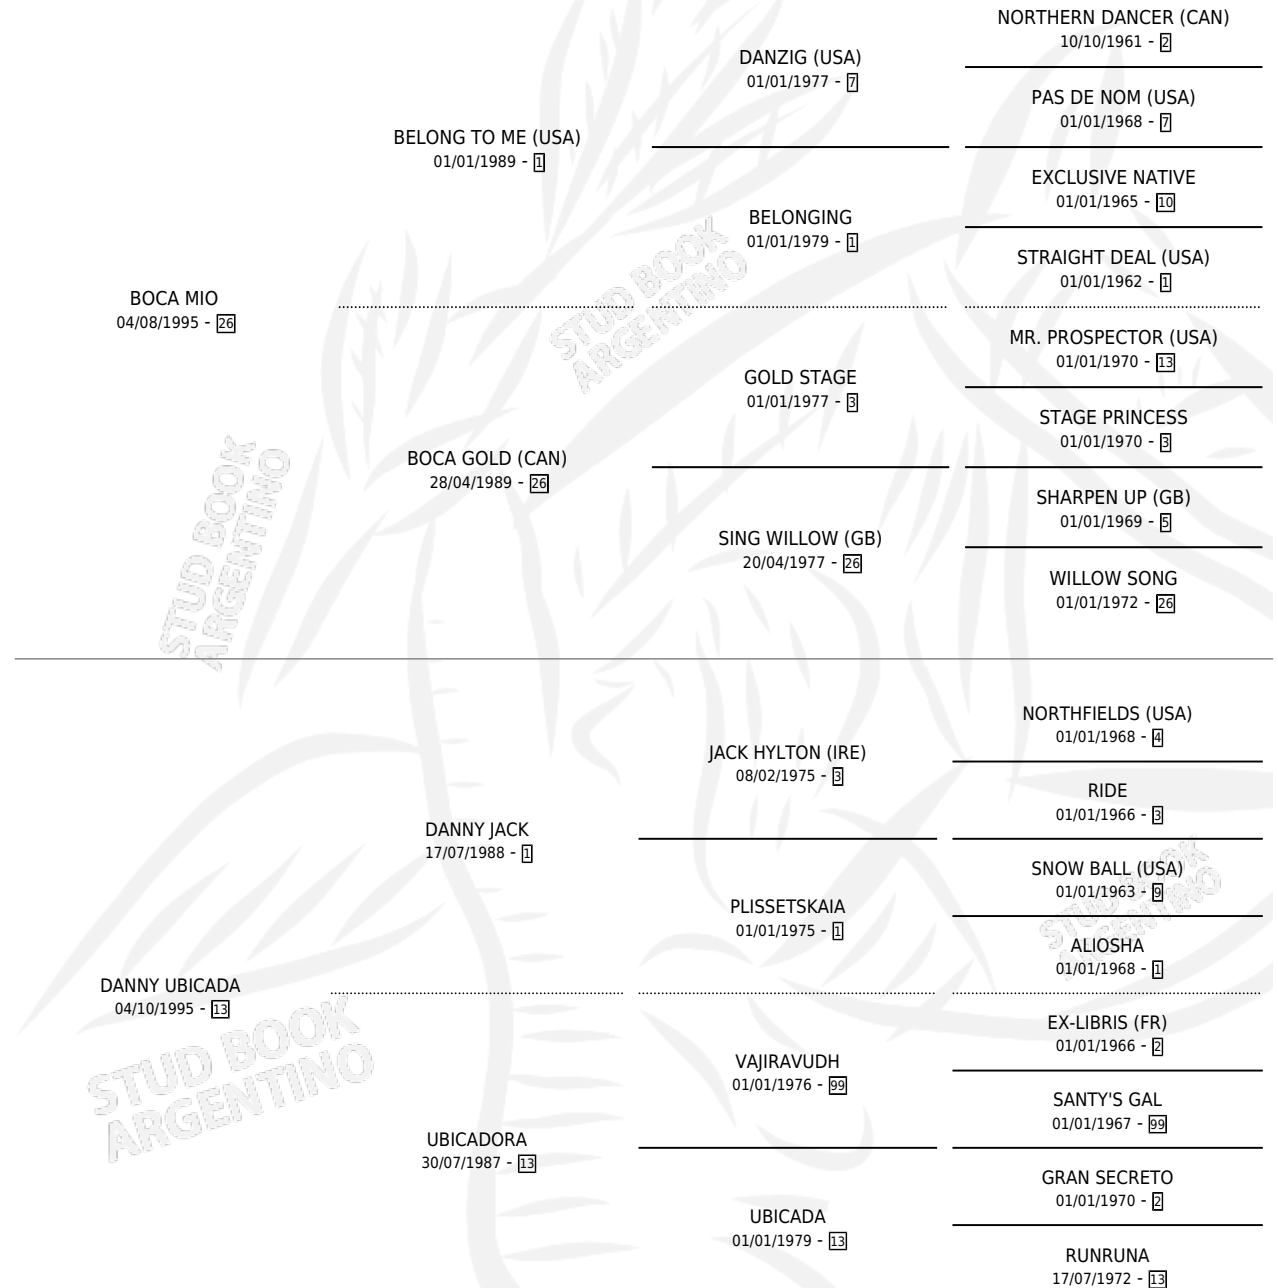 NORTHERN DANCER (CAN)
10/10/1961 - 2
DANZIG (USA)
01/01/1977 - 7
PAS DE NOM (USA)
01/01/1968 - 7
BELONG TO ME (USA)
01/01/1989 - 1
EXCLUSIVE NATIVE
01/01/1965 - 10
BELONGING
01/01/1979 - 1
STRAIGHT DEAL (USA)
01/01/1962 - 1
BOCA MIO
04/08/1995 - 26
STUD BOOK
ARGENTINO
MR. PROSPECTOR (USA)
01/01/1970 - 13
GOLD STAGE
01/01/1977 - 3
STAGE PRINCESS
01/01/1970 - 3
BOCA GOLD (CAN)
28/04/1989 - 26
SHARPEN UP (GB)
01/01/1969 - 5
SING WILLOW (GB)
20/04/1977 - 26
WILLOW SONG
01/01/1972 - 26
STUD BOOK
ARGENTINO
NORTHFIELDS (USA)
01/01/1968 - 4
JACK HYLTON (IRE)
08/02/1975 - 3
RIDE
01/01/1966 - 3
DANNY JACK
17/07/1988 - 1
SNOW BALL (USA)
01/01/1963 - 9
PLISSETSKAIA
01/01/1975 - 1
STUD BOOK
ARGENTINO
ALIOSHA
01/01/1968 - 1
DANNY UBICADA
04/10/1995 - 13
STUD BOOK
ARGENTINO
EX-LIBRIS (FR)
01/01/1966 - 2
VAJIRAVUDH
01/01/1976 - 99
SANTY'S GAL
01/01/1967 - 99
UBICADORA
30/07/1987 - 13
GRAN SECRETO
01/01/1970 - 2
UBICADA
01/01/1979 - 13
RUNRUNA
17/07/1972 - 13